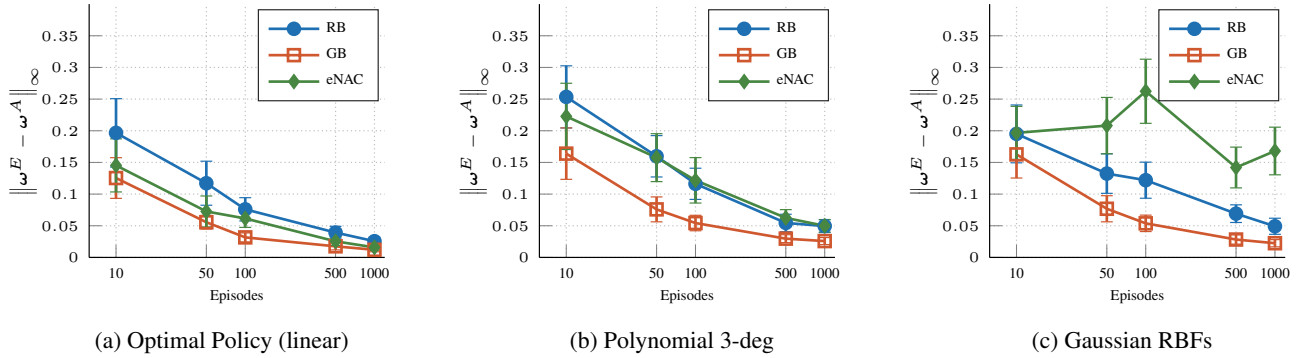 0.35
0.3
0.25
0.2
0.15
0.1
0.05
0
‖ω^E − ω^A‖_∞
10 50 100 500 1000
Episodes
RB
GB
eNAC
(a) Optimal Policy (linear)
0.35
0.3
0.25
0.2
0.15
0.1
0.05
0
‖ω^E − ω^A‖_∞
10 50 100 500 1000
Episodes
RB
GB
eNAC
(b) Polynomial 3-deg
0.35
0.3
0.25
0.2
0.15
0.1
0.05
0
‖ω^E − ω^A‖_∞
10 50 100 500 1000
Episodes
RB
GB
eNAC
(c) Gaussian RBFs